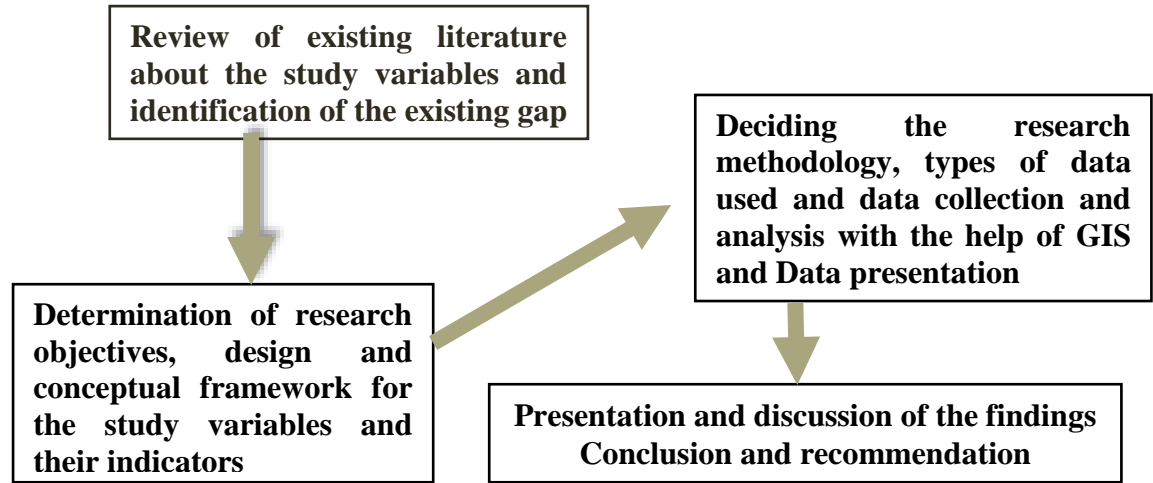 Review of existing literature
about the study variables and
identification of the existing gap
Determination of research
objectives, design and
conceptual framework for
the study variables and
their indicators
Deciding the research
methodology, types of data
used and data collection and
analysis with the help of GIS
and Data presentation
Presentation and discussion of the findings
Conclusion and recommendation